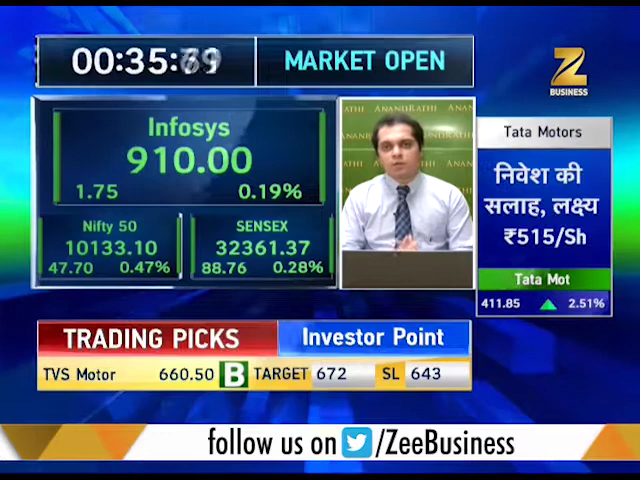 00:35:
MARKET OPEN
Z
BUSINESS
Infosys
910.00
1.75 0.19%
Nifty 50
10133.10
47.70 0.47%
SENSEX
32361.37
88.76 0.28%
ANANDRATHI
Tata Motors
निवेश की
सलाह, लक्ष्य
₹515/Sh
Tata Mot
411.85 2.51%
TRADING PICKS
Investor Point
TVS Motor 660.50 B TARGET 672 SL 643
follow us on /ZeeBusiness